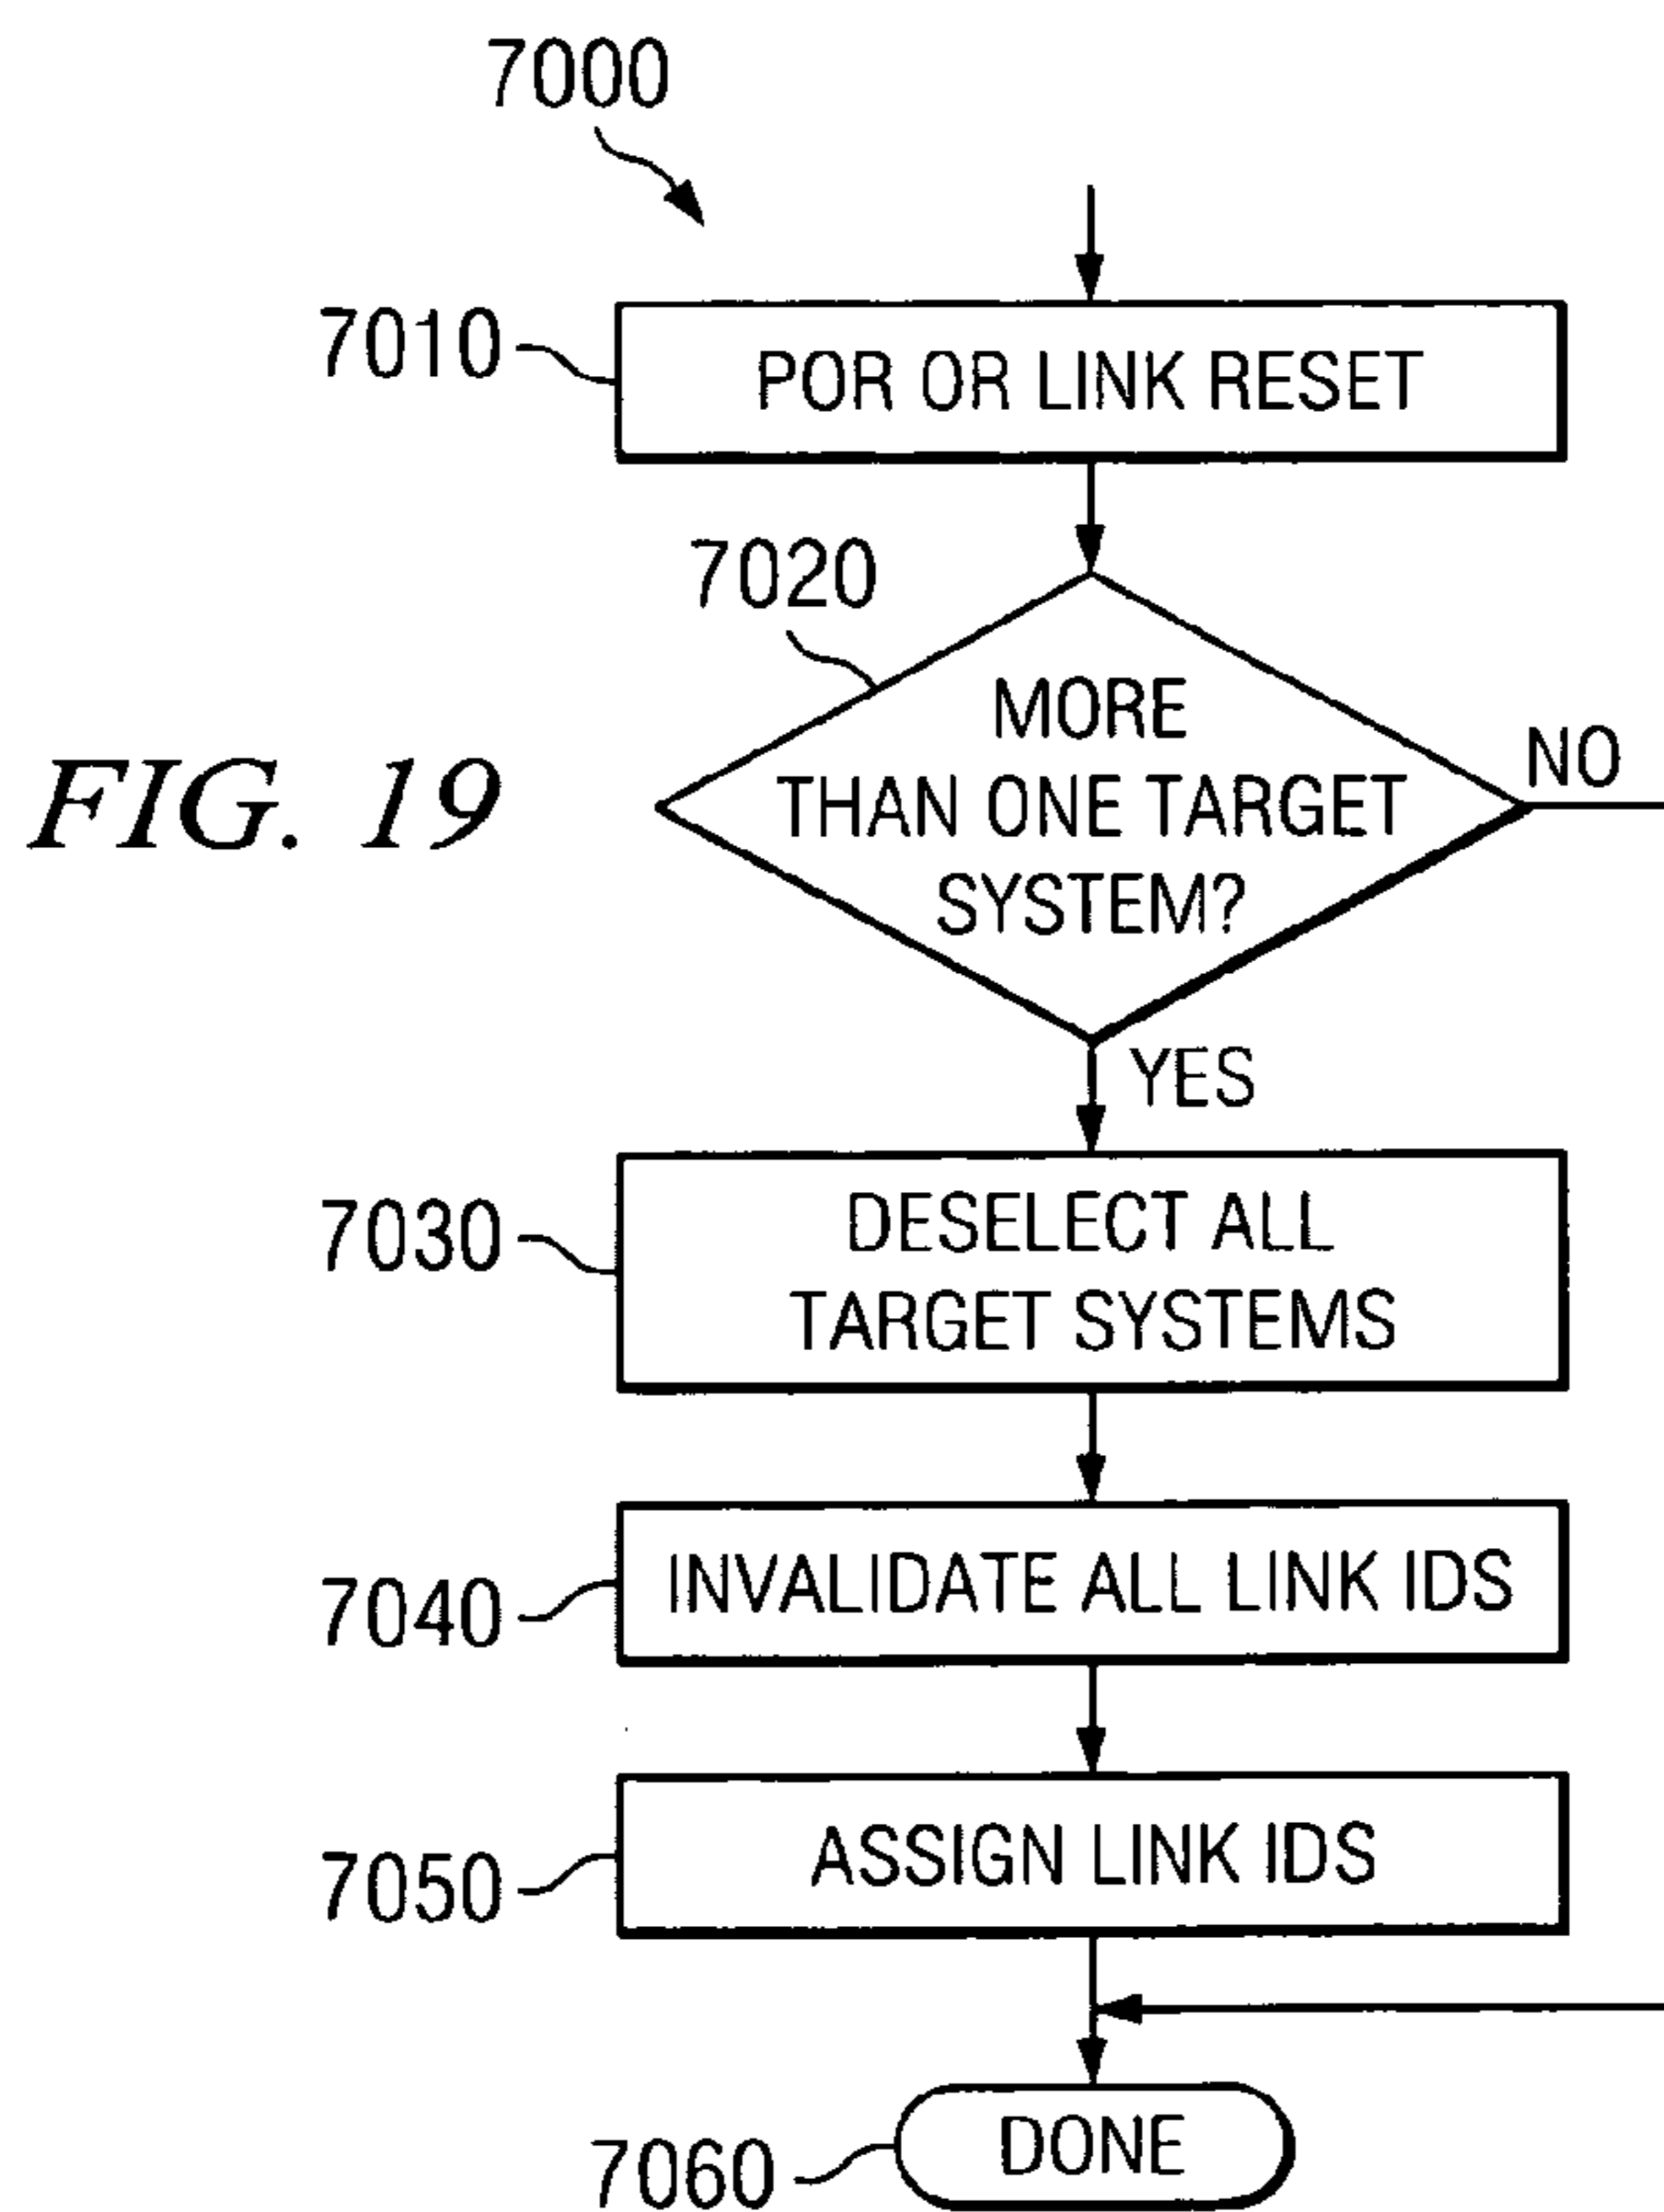 7000
7010
POR OR LINK RESET
7020
MORE
THAN ONE TARGET
SYSTEM?
NO
FIG. 19
YES
7030
DESELECT ALL
TARGET SYSTEMS
7040
INVALIDATE ALL LINK IDS
7050
ASSIGN LINK IDS
7060
DONE